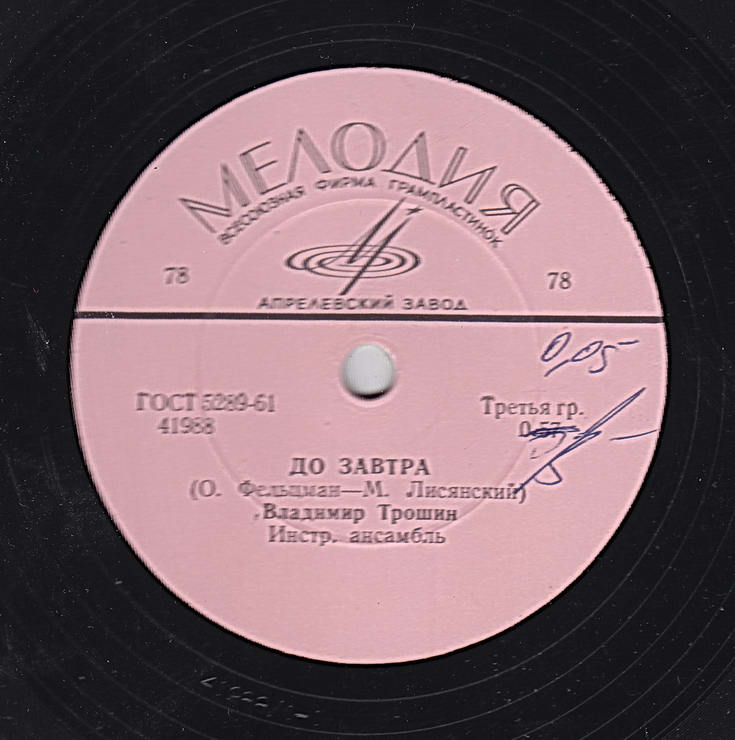 МЕЛОДИЯ
ВСЕСОЮЗНАЯ ФИРМА ГРАМПЛАСТИНОК
78
78
АПРЕЛЕВСКИЙ ЗАВОД
0,05
ГОСТ 5289-61
Третья гр.
41988
ДО ЗАВТРА
(О. Фельцман—М. Лисянский)
Владимир Трошин
Инстр. ансамбль